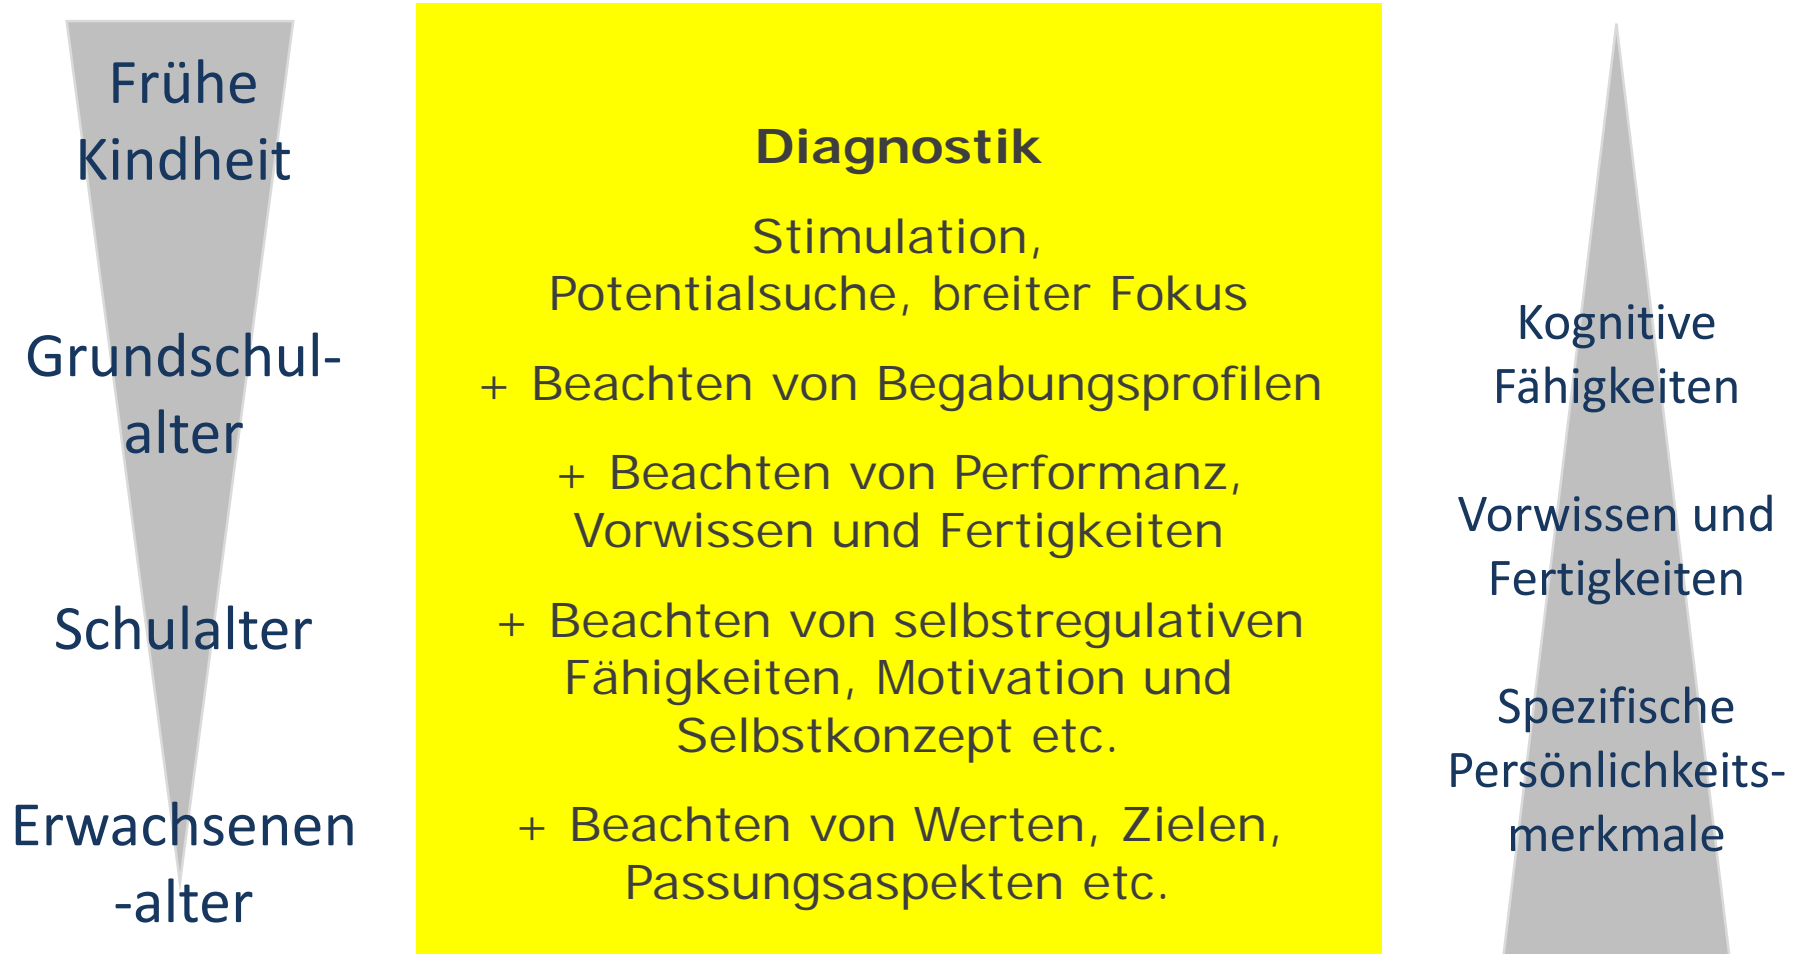 Frühe
Kindheit
Grundschul-
alter
Schulalter
Erwachsenen
-alter
Diagnostik
Stimulation,
Potentialsuche, breiter Fokus
+ Beachten von Begabungsprofilen
+ Beachten von Performanz,
Vorwissen und Fertigkeiten
+ Beachten von selbstregulativen
Fähigkeiten, Motivation und
Selbstkonzept etc.
+ Beachten von Werten, Zielen,
Passungsaspekten etc.
Kognitive
Fähigkeiten
Vorwissen und
Fertigkeiten
Spezifische
Persönlichkeits-
merkmale